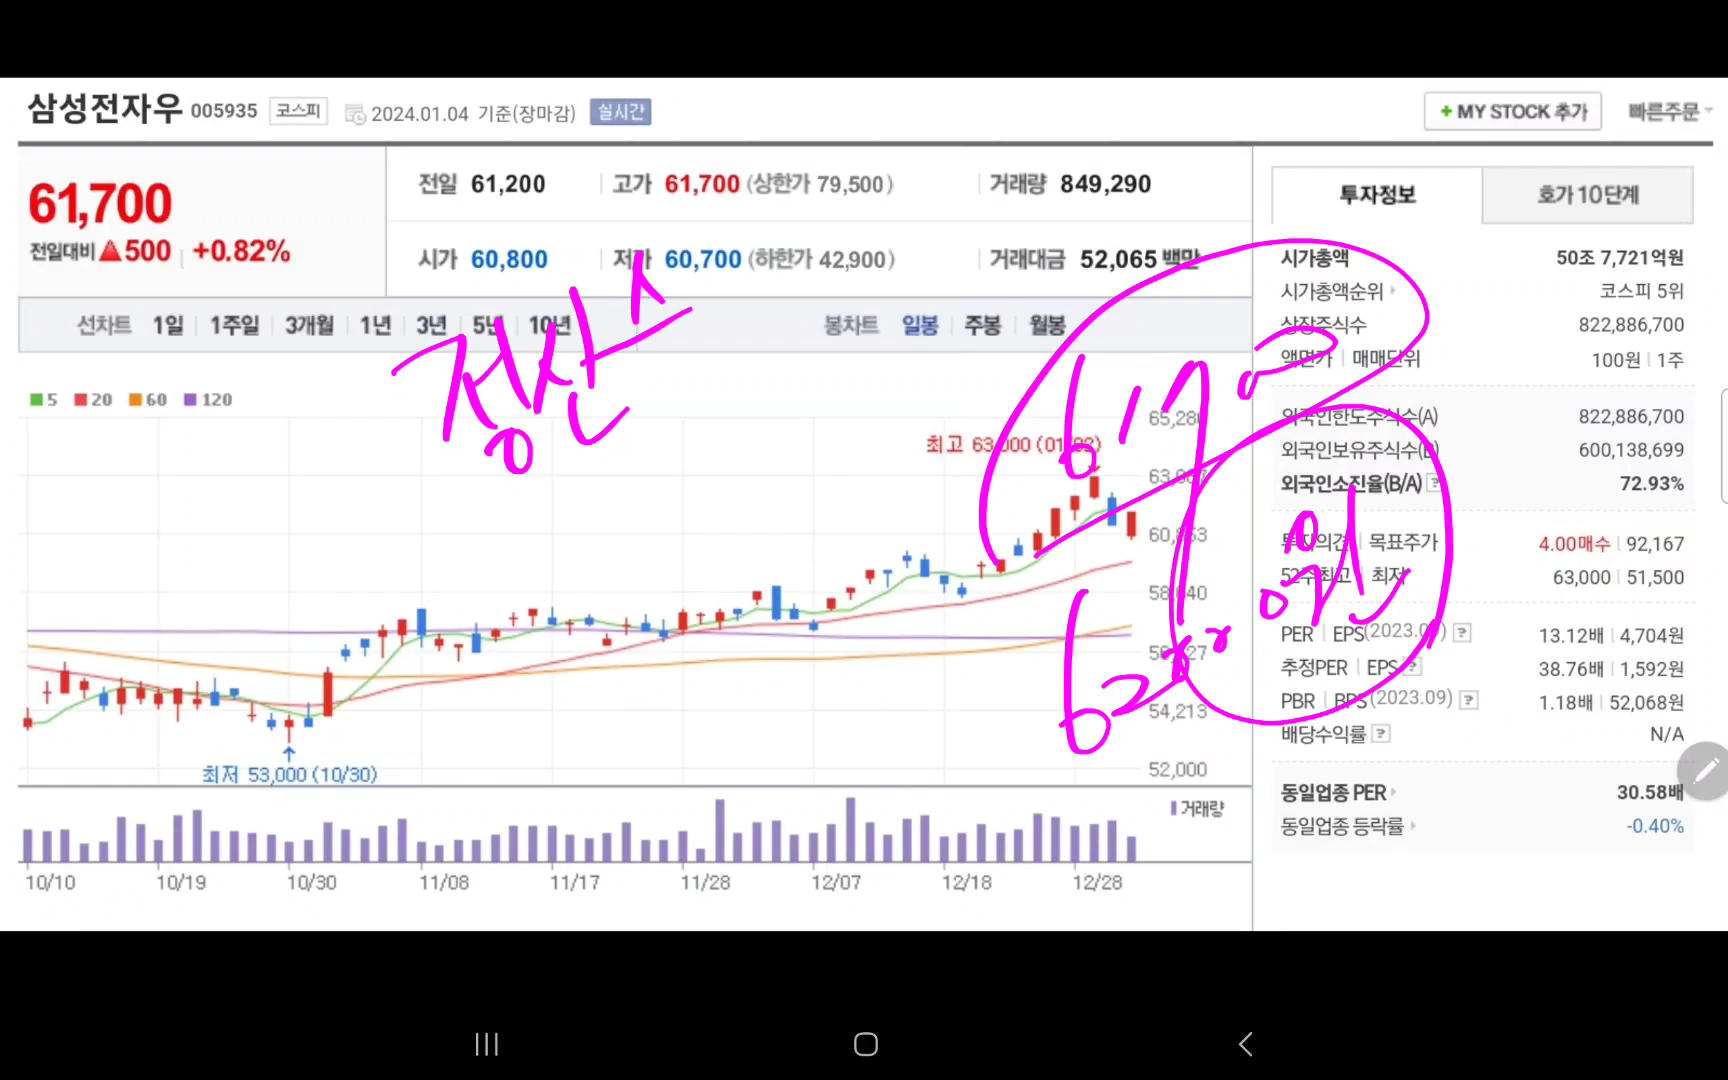 삼성전자우 005935 코스피 2024.01.04 기준(장마감) 실시간
+ MY STOCK 추가 빠른주문
61,700
전일대비 ▲500 +0.82%
전일 61,200 고가 61,700 (상한가 79,500) 거래량 849,290
시가 60,800 저가 60,700 (하한가 42,900) 거래대금 52,065 백만
선차트 1일 1주일 3개월 1년 3년 5년 10년 봉차트 일봉 주봉 월봉
5 20 60 120
최고 63,000 (01/02)
65,280
63,067
60,853
58,640
56,427
54,213
52,000
최저 53,000 (10/30)
거래량
10/10 10/19 10/30 11/08 11/17 11/28 12/07 12/18 12/28
투자정보 호가 10단계
시가총액 50조 7,721억원
시가총액순위 코스피 5위
상장주식수 822,886,700
액면가 매매단위 100원 1주
외국인한도주식수(A) 822,886,700
외국인보유주식수(B) 600,138,699
외국인소진율(B/A) ? 72.93%
투자의견 목표주가 4.00매수 92,167
52주최고 최저 63,000 51,500
PER EPS(2023.09) ? 13.12배 4,704원
추정PER EPS ? 38.76배 1,592원
PBR BPS(2023.09) ? 1.18배 52,068원
배당수익률 ? N/A
동일업종 PER 30.58배
동일업종 등락률 -0.40%